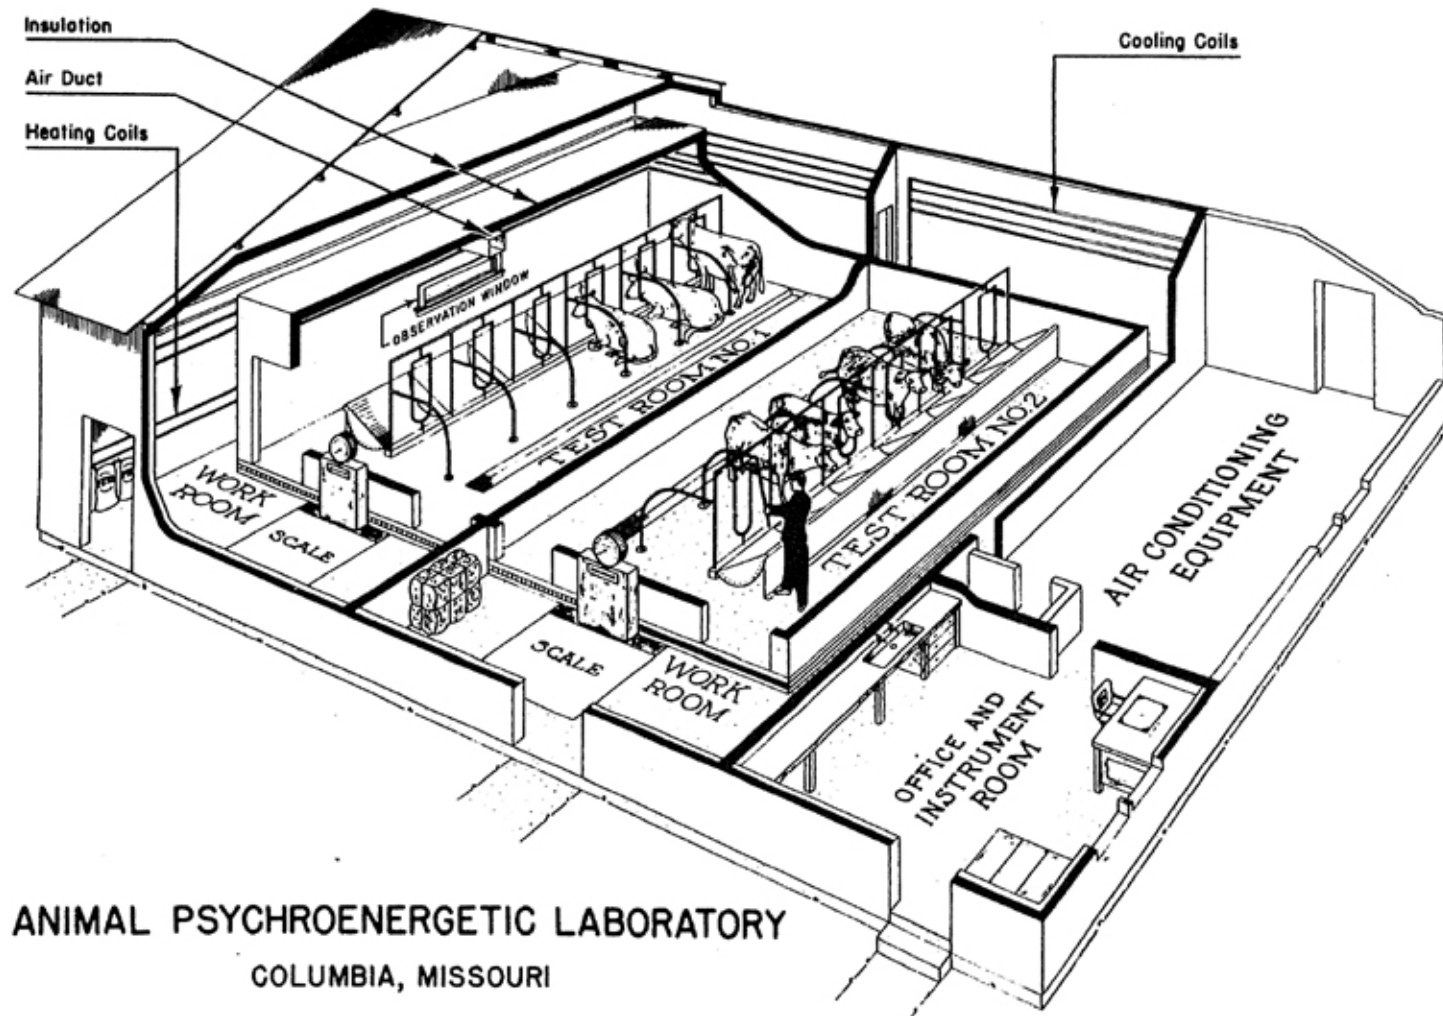 Insulation
Air Duct
Heating Coils
Cooling Coils
OBSERVATION WINDOW
TEST ROOM NO. 1
TEST ROOM NO. 2
WORK
ROOM
SCALE
SCALE
WORK
ROOM
AIR CONDITIONING
EQUIPMENT
OFFICE AND
INSTRUMENT
ROOM
ANIMAL PSYCHROENERGETIC LABORATORY
COLUMBIA, MISSOURI